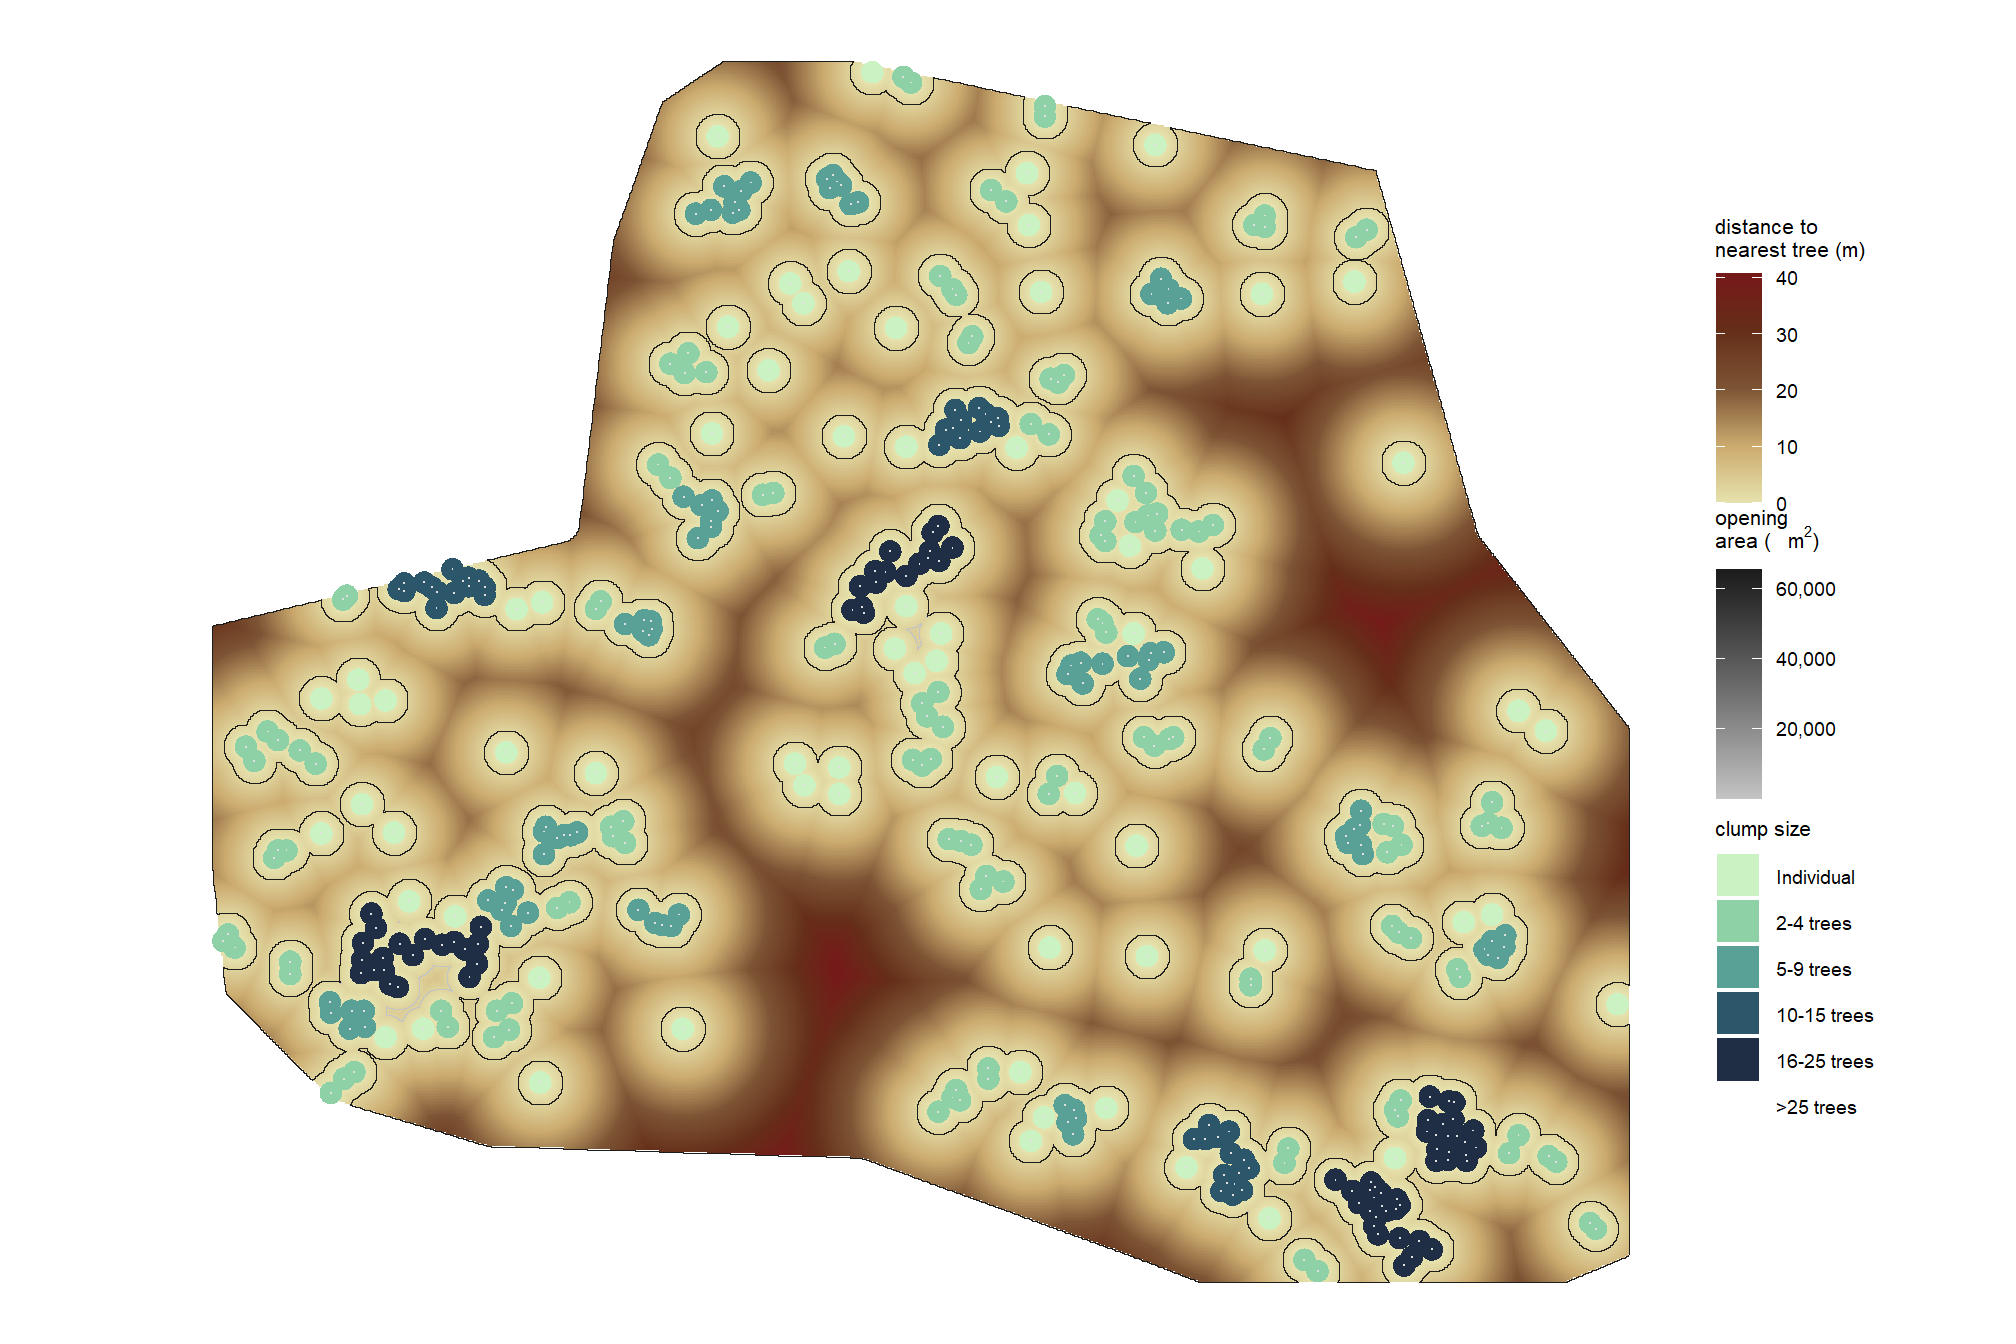 distance to
nearest tree (m)
40
30
20
10
0
opening
area ( m²)
60,000
40,000
20,000
clump size
Individual
2-4 trees
5-9 trees
10-15 trees
16-25 trees
>25 trees